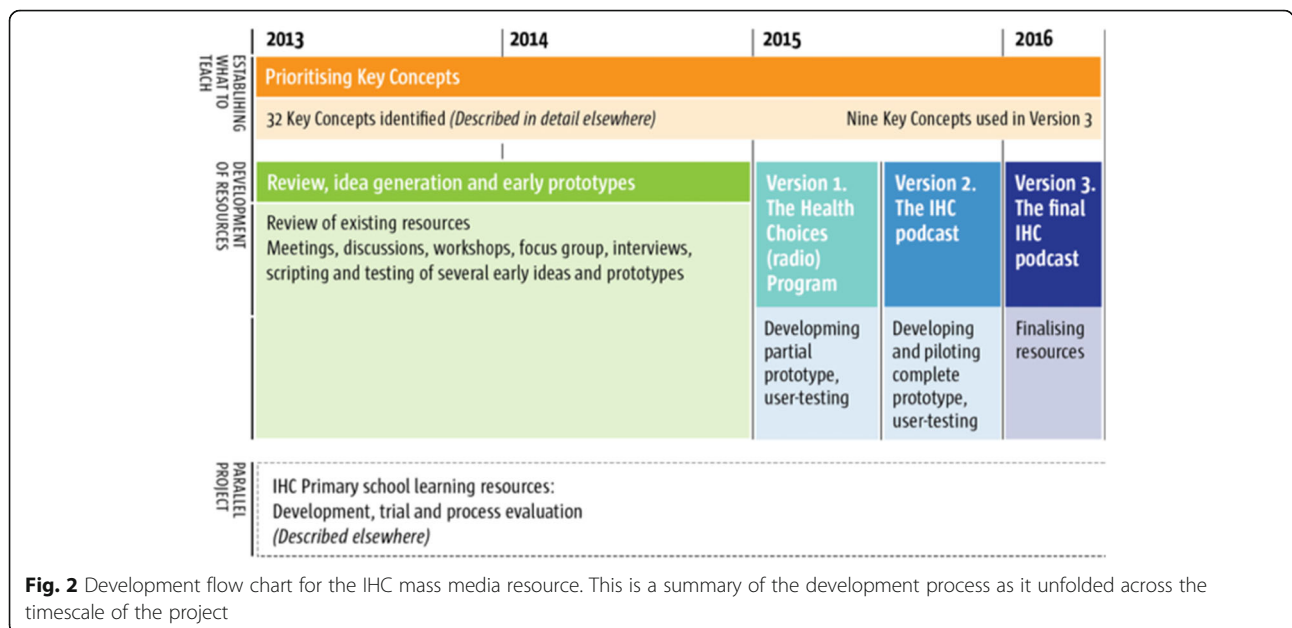 2013 2014 2015 2016
ESTABLIHING
WHAT TO
TEACH
Prioritising Key Concepts
32 Key Concepts identified (Described in detail elsewhere) Nine Key Concepts used in Version 3
DEVELOPMENT
OF RESOURCES
Review, idea generation and early prototypes
Review of existing resources
Meetings, discussions, workshops, focus group, interviews,
scripting and testing of several early ideas and prototypes
Version 1.
The Health
Choices
(radio)
Program
Developming
partial
prototype,
user-testing
Version 2.
The IHC
podcast
Developing
and piloting
complete
prototype,
user-testing
Version 3.
The final
IHC
podcast
Finalising
resources
PARALLEL
PROJECT
IHC Primary school learning resources:
Development, trial and process evaluation
(Described elsewhere)
Fig. 2 Development flow chart for the IHC mass media resource. This is a summary of the development process as it unfolded across the
timescale of the project